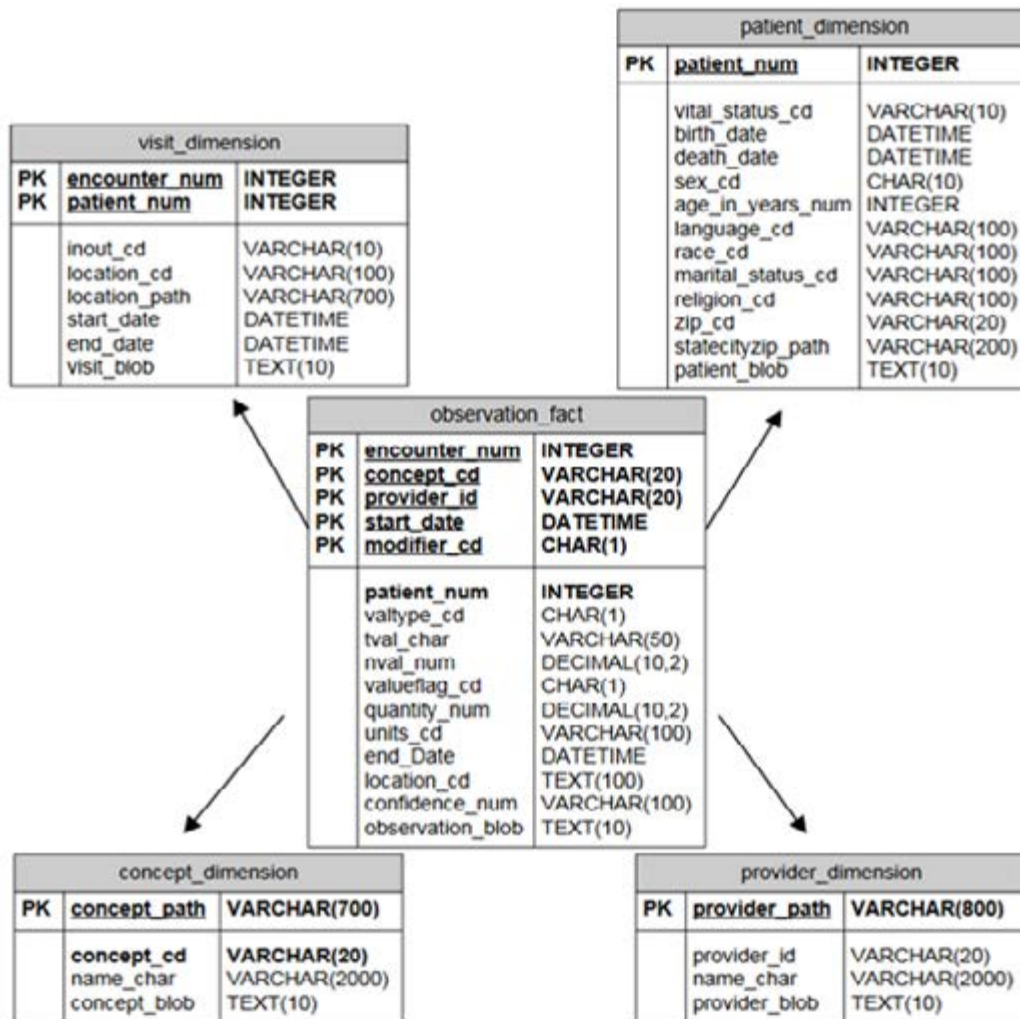 patient_dimension
PK patient_num INTEGER
vital_status_cd VARCHAR(10)
birth_date DATETIME
death_date DATETIME
sex_cd CHAR(10)
age_in_years_num INTEGER
language_cd VARCHAR(100)
race_cd VARCHAR(100)
marital_status_cd VARCHAR(100)
religion_cd VARCHAR(100)
zip_cd VARCHAR(20)
statecityzip_path VARCHAR(200)
patient_blob TEXT(10)
visit_dimension
PK encounter_num INTEGER
PK patient_num INTEGER
inout_cd VARCHAR(10)
location_cd VARCHAR(100)
location_path VARCHAR(700)
start_date DATETIME
end_date DATETIME
visit_blob TEXT(10)
observation_fact
PK encounter_num INTEGER
PK concept_cd VARCHAR(20)
PK provider_id VARCHAR(20)
PK start_date DATETIME
PK modifier_cd CHAR(1)
patient_num INTEGER
valtype_cd CHAR(1)
tval_char VARCHAR(50)
nval_num DECIMAL(10,2)
valueflag_cd CHAR(1)
quantity_num DECIMAL(10,2)
units_cd VARCHAR(100)
end_Date DATETIME
location_cd TEXT(100)
confidence_num VARCHAR(100)
observation_blob TEXT(10)
concept_dimension
PK concept_path VARCHAR(700)
concept_cd VARCHAR(20)
name_char VARCHAR(2000)
concept_blob TEXT(10)
provider_dimension
PK provider_path VARCHAR(800)
provider_id VARCHAR(20)
name_char VARCHAR(2000)
provider_blob TEXT(10)